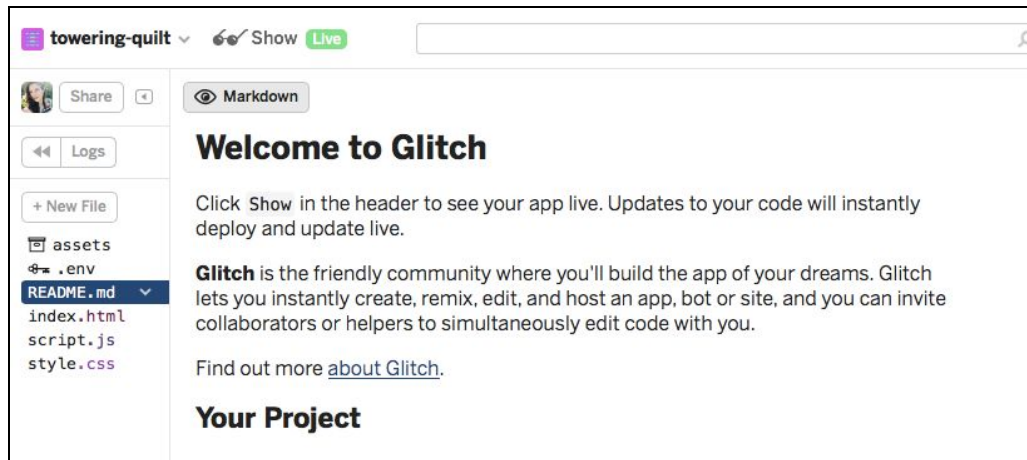 towering-quilt Show Live
Share
Markdown
Logs
+ New File
assets
.env
README.md
index.html
script.js
style.css
Welcome to Glitch
Click Show in the header to see your app live. Updates to your code will instantly
deploy and update live.
Glitch is the friendly community where you'll build the app of your dreams. Glitch
lets you instantly create, remix, edit, and host an app, bot or site, and you can invite
collaborators or helpers to simultaneously edit code with you.
Find out more about Glitch.
Your Project